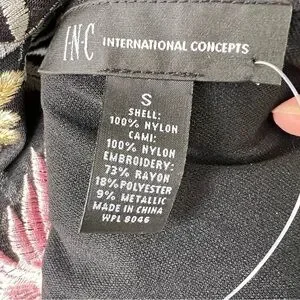 I·N·C INTERNATIONAL CONCEPTS
S
SHELL:
100% NYLON
CAMI:
100% NYLON
EMBROIDERY:
73% RAYON
18% POLYESTER
9% METALLIC
MADE IN CHINA
WPL 8046